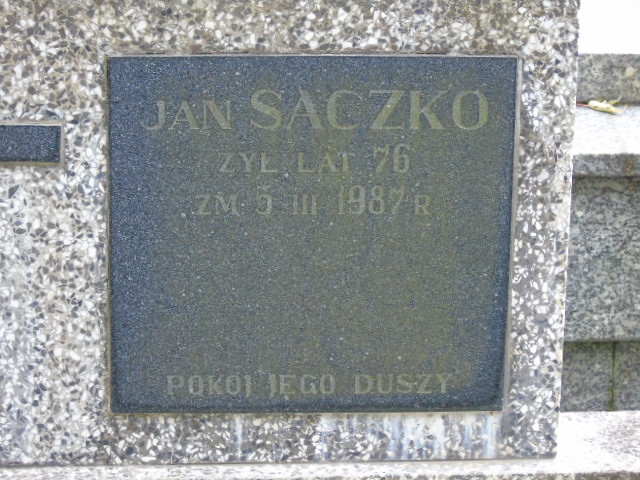 JAN SACZKO
ŻYŁ LAT 76
ZM 5 III 1987 R
POKÓJ JEGO DUSZY